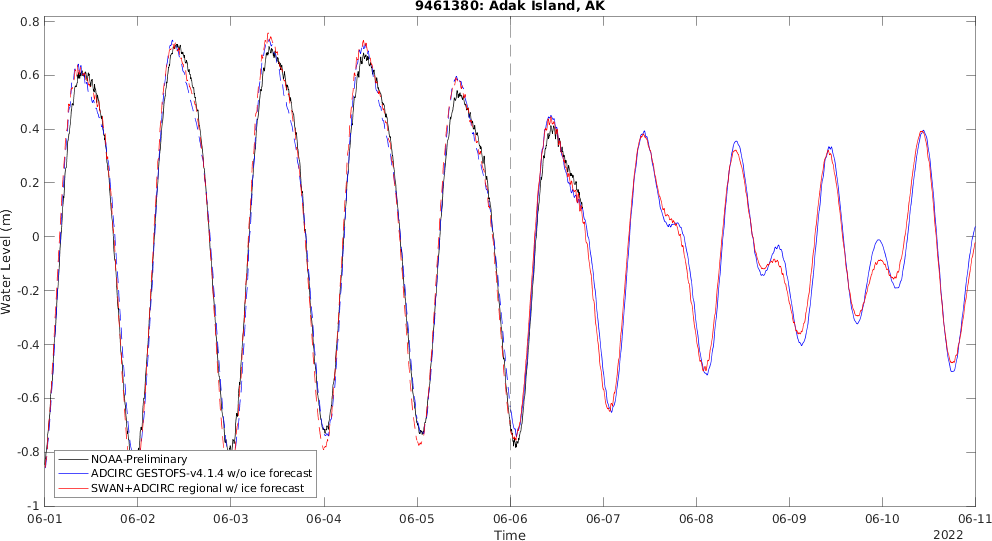 9461380: Adak Island, AK
0.8
0.6
0.4
0.2
0
-0.2
-0.4
-0.6
-0.8
-1
Water Level (m)
NOAA-Preliminary
ADCIRC GESTOFS-v4.1.4 w/o ice forecast
SWAN+ADCIRC regional w/ ice forecast
06-01 06-02 06-03 06-04 06-05 06-06 06-07 06-08 06-09 06-10 06-11
Time
2022